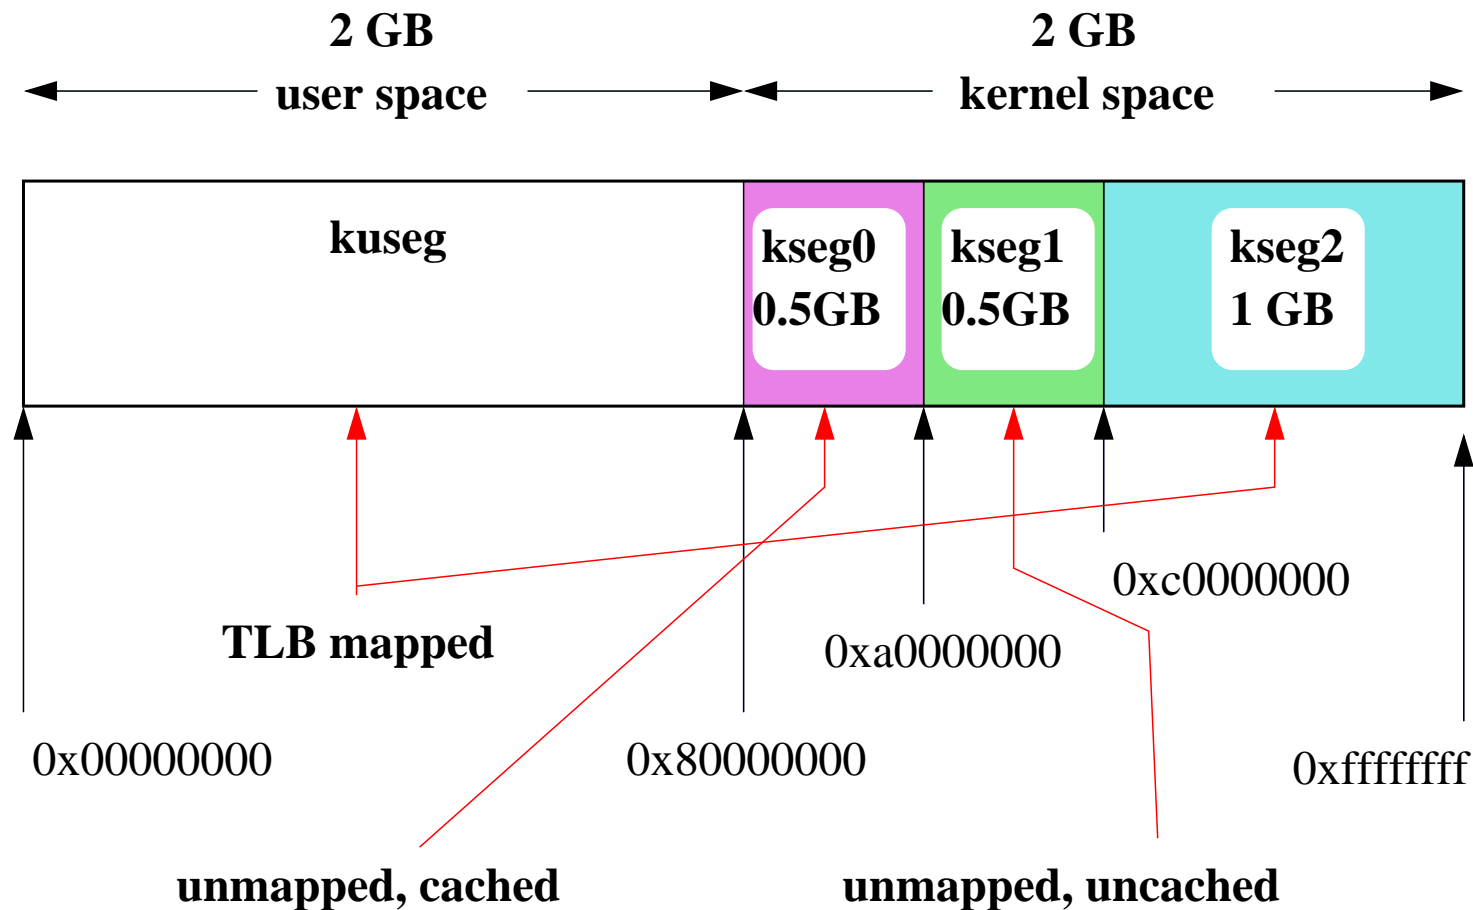 2 GB
2 GB
user space
kernel space
kuseg
kseg0
0.5GB
kseg1
0.5GB
kseg2
1 GB
0xc0000000
TLB mapped
0xa0000000
0x00000000
0x80000000
0xffffffff
unmapped, cached
unmapped, uncached